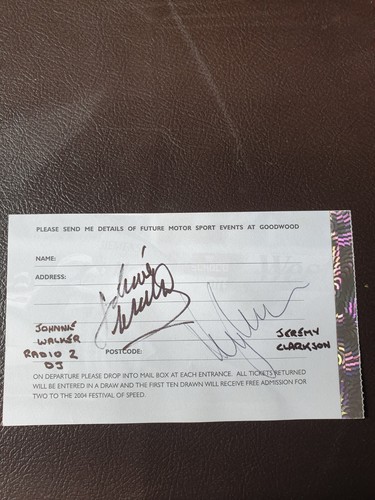 PLEASE SEND ME DETAILS OF FUTURE MOTOR SPORT EVENTS AT GOODWOOD
NAME:
ADDRESS:
Johnnie
Walker
JOHNNIE
WALKER
RADIO 2
DJ
POSTCODE:
JEREMY
CLARKSON
ON DEPARTURE PLEASE DROP INTO MAIL BOX AT EACH ENTRANCE. ALL TICKETS RETURNED
WILL BE ENTERED IN A DRAW AND THE FIRST TEN DRAWN WILL RECEIVE FREE ADMISSION FOR
TWO TO THE 2004 FESTIVAL OF SPEED.